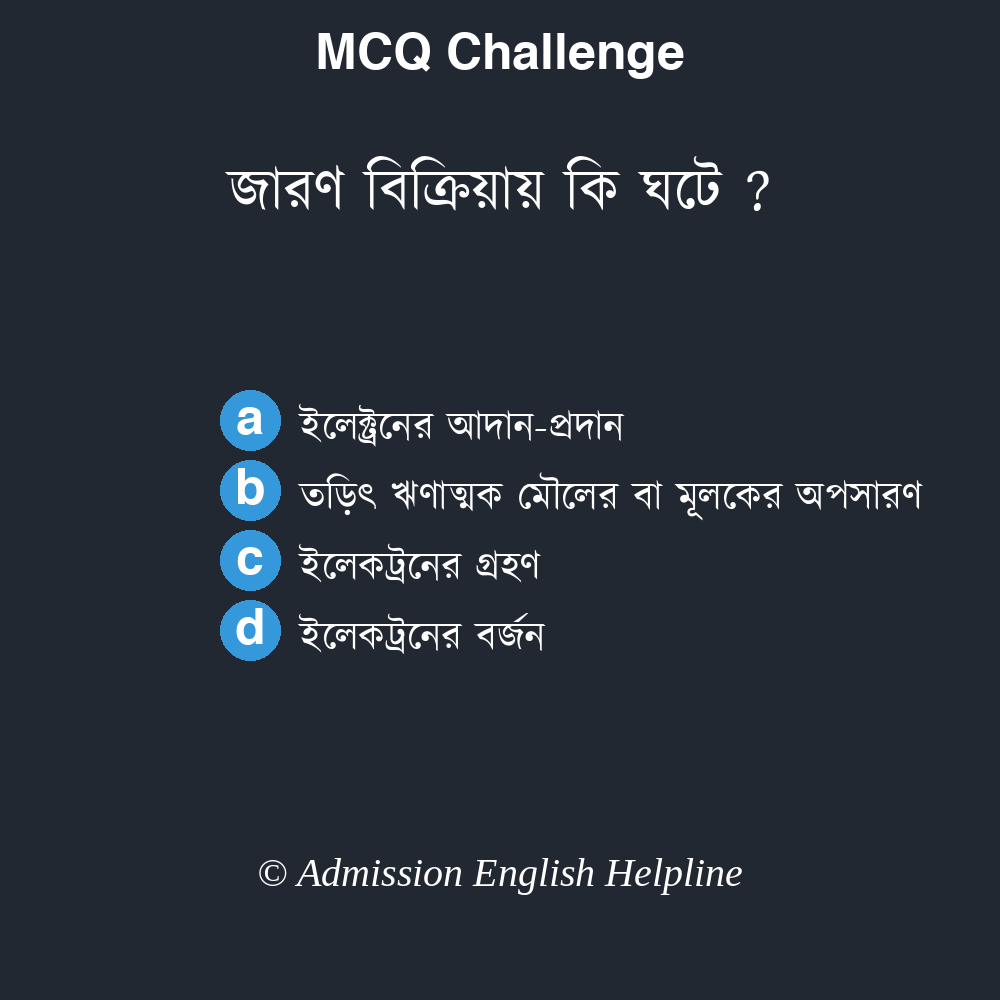 MCQ Challenge
জারণ বিক্রিয়ায় কি ঘটে ?
a ইলেক্ট্রনের আদান-প্রদান
b তড়িৎ ঋণাত্মক মৌলের বা মূলকের অপসারণ
c ইলেকট্রনের গ্রহণ
d ইলেকট্রনের বর্জন
© Admission English Helpline